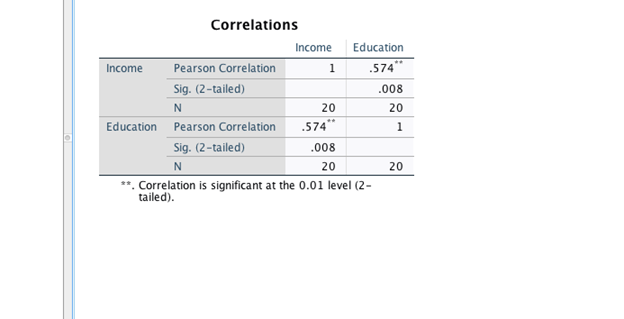 Correlations
Income Education
Income Pearson Correlation 1 .574**
Sig. (2-tailed) .008
N 20 20
Education Pearson Correlation .574** 1
Sig. (2-tailed) .008
N 20 20
**. Correlation is significant at the 0.01 level (2-
tailed).